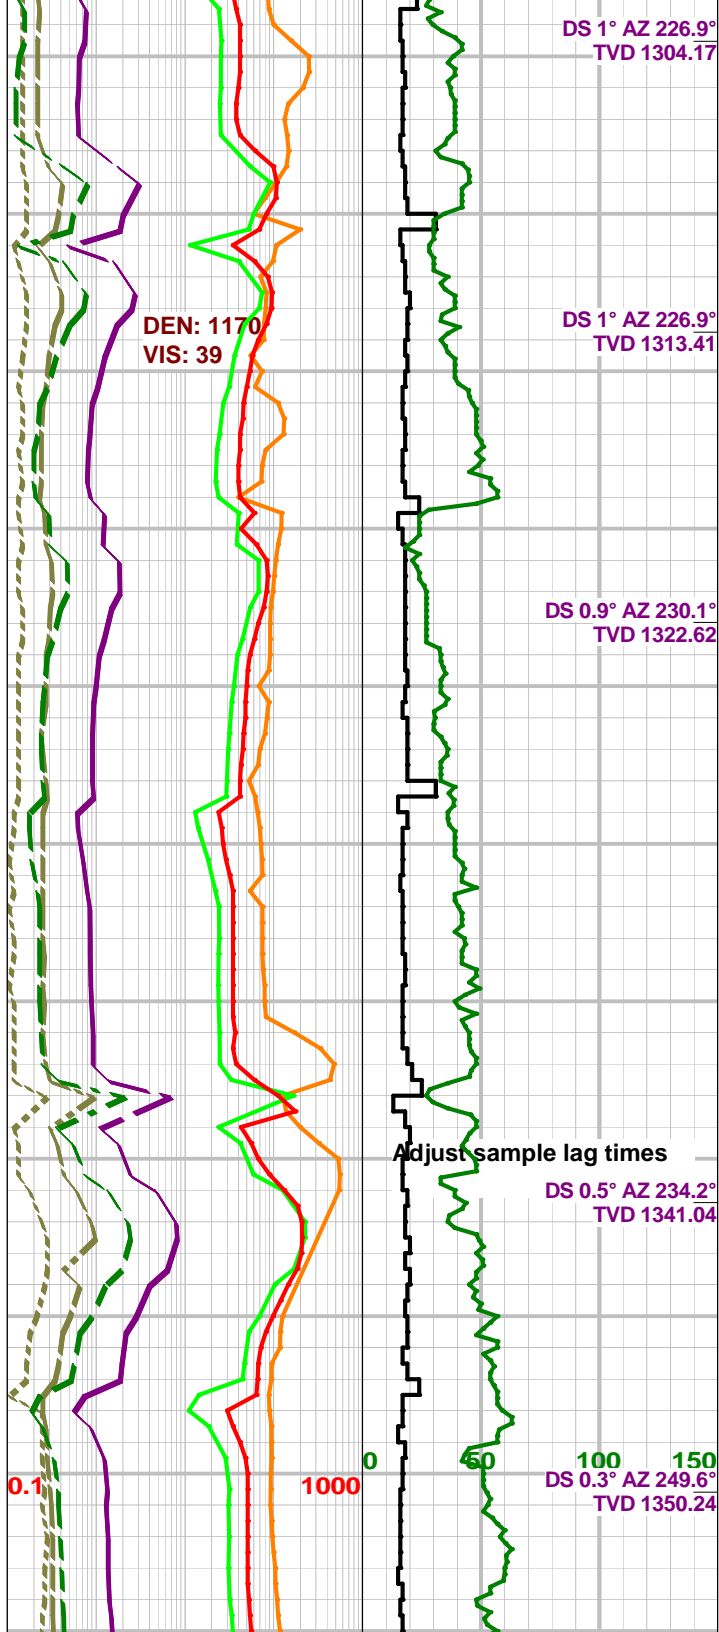 DS 1° AZ 226.9°
TVD 1304.17
DS 1° AZ 226.9°
TVD 1313.41
DEN: 1170
VIS: 39
DS 0.9° AZ 230.1°
TVD 1322.62
Adjust sample lag times
DS 0.5° AZ 234.2°
TVD 1341.04
0 50 100 150
0.1 1000
DS 0.3° AZ 249.6°
TVD 1350.24